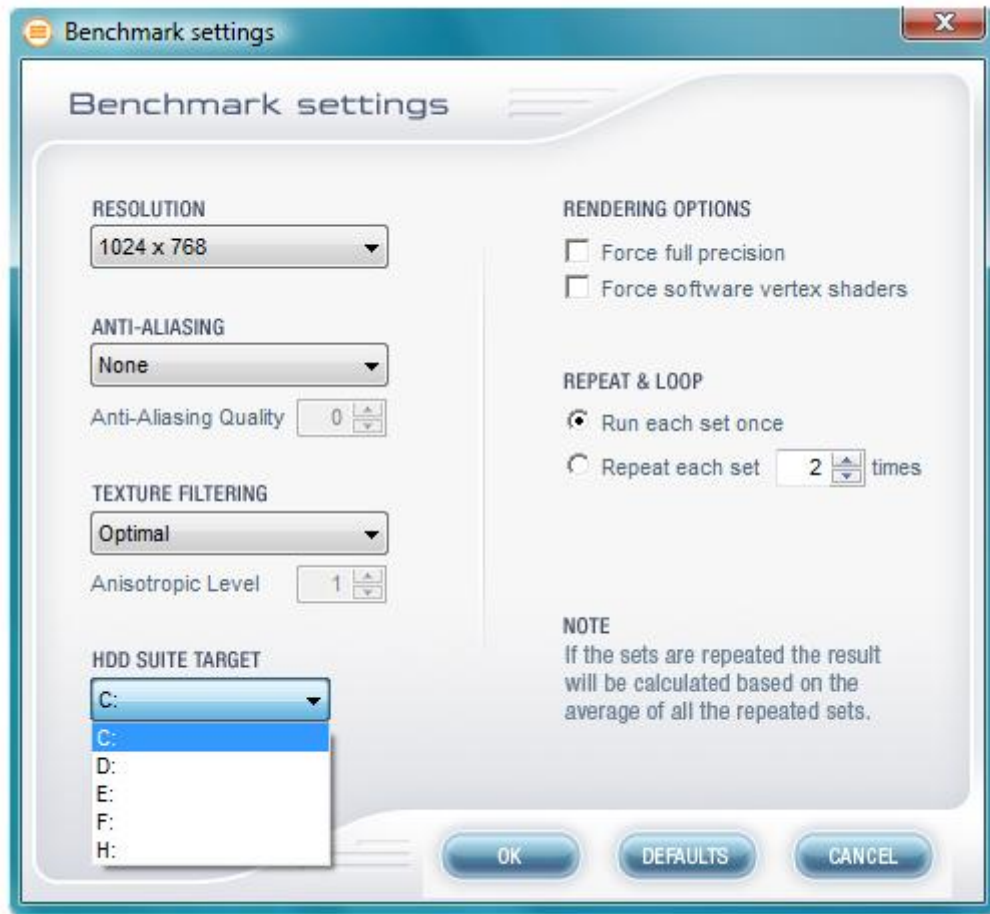 Benchmark settings
Benchmark settings
RESOLUTION
1024 x 768
ANTI-ALIASING
None
Anti-Aliasing Quality 0
TEXTURE FILTERING
Optimal
Anisotropic Level 1
HDD SUITE TARGET
C:
C:
D:
E:
F:
H:
RENDERING OPTIONS
Force full precision
Force software vertex shaders
REPEAT & LOOP
Run each set once
Repeat each set 2 times
NOTE
If the sets are repeated the result
will be calculated based on the
average of all the repeated sets.
OK DEFAULTS CANCEL